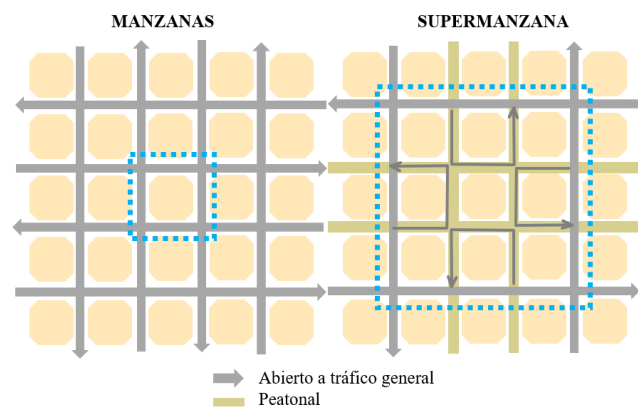 MANZANAS
SUPERMANZANA
Abierto a tráfico general
Peatonal